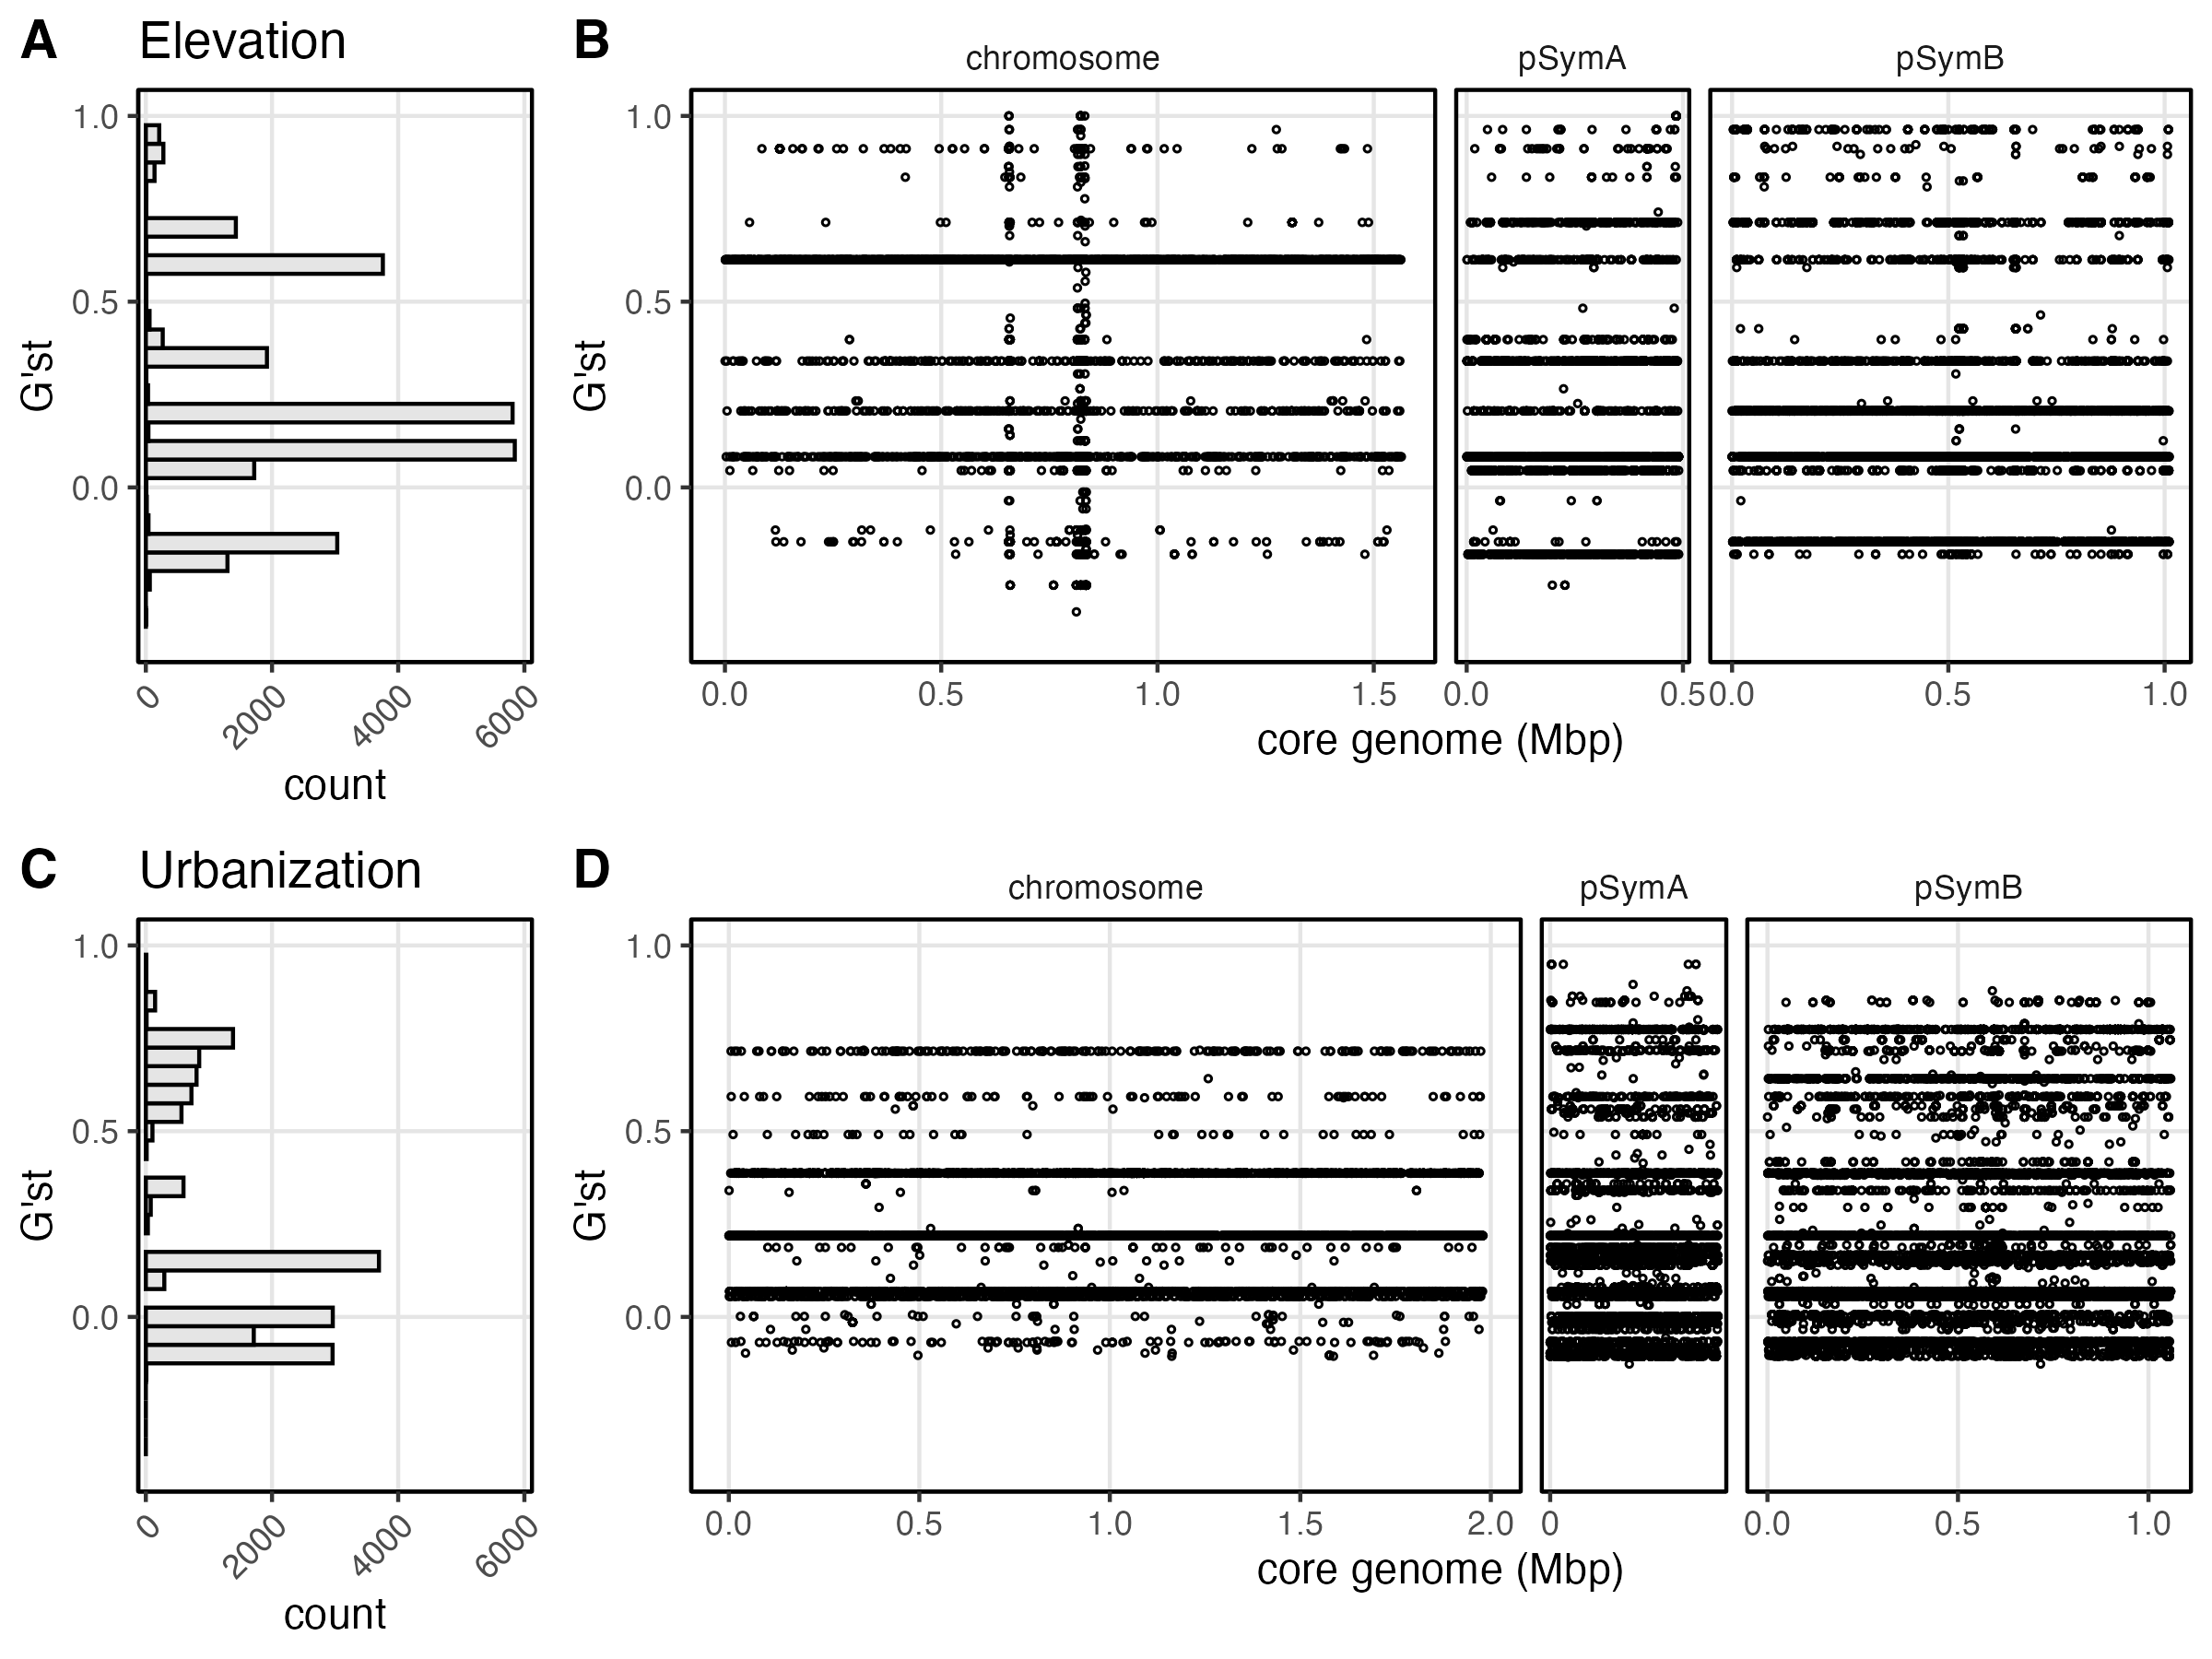 A Elevation B
chromosome pSymA pSymB
1.0
0.5
0.0
G'st
0 2000 4000 6000
count
1.0
0.5
0.0
G'st
0.0 0.5 1.0 1.5 0.0 0.5 0.0 0.5 1.0
core genome (Mbp)
C Urbanization D
chromosome pSymA pSymB
1.0
0.5
0.0
G'st
0 2000 4000 6000
count
1.0
0.5
0.0
G'st
0.0 0.5 1.0 1.5 2.0 0 0.0 0.5 1.0
core genome (Mbp)